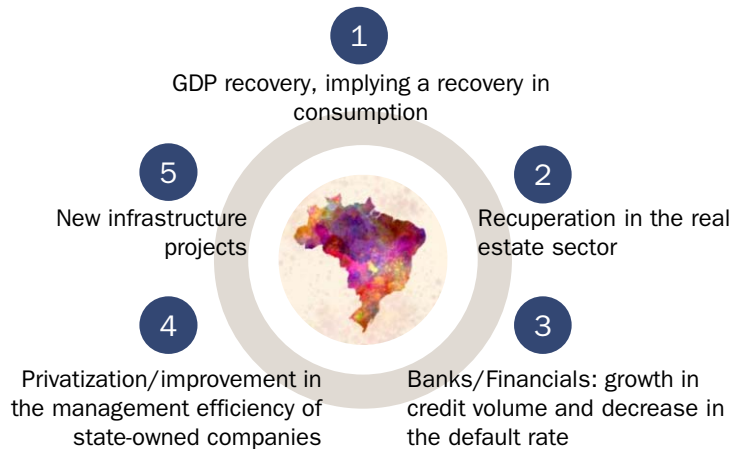 1
GDP recovery, implying a recovery in
consumption
2
Recuperation in the real
estate sector
3
Banks/Financials: growth in
credit volume and decrease in
the default rate
4
Privatization/improvement in
the management efficiency of
state-owned companies
5
New infrastructure
projects